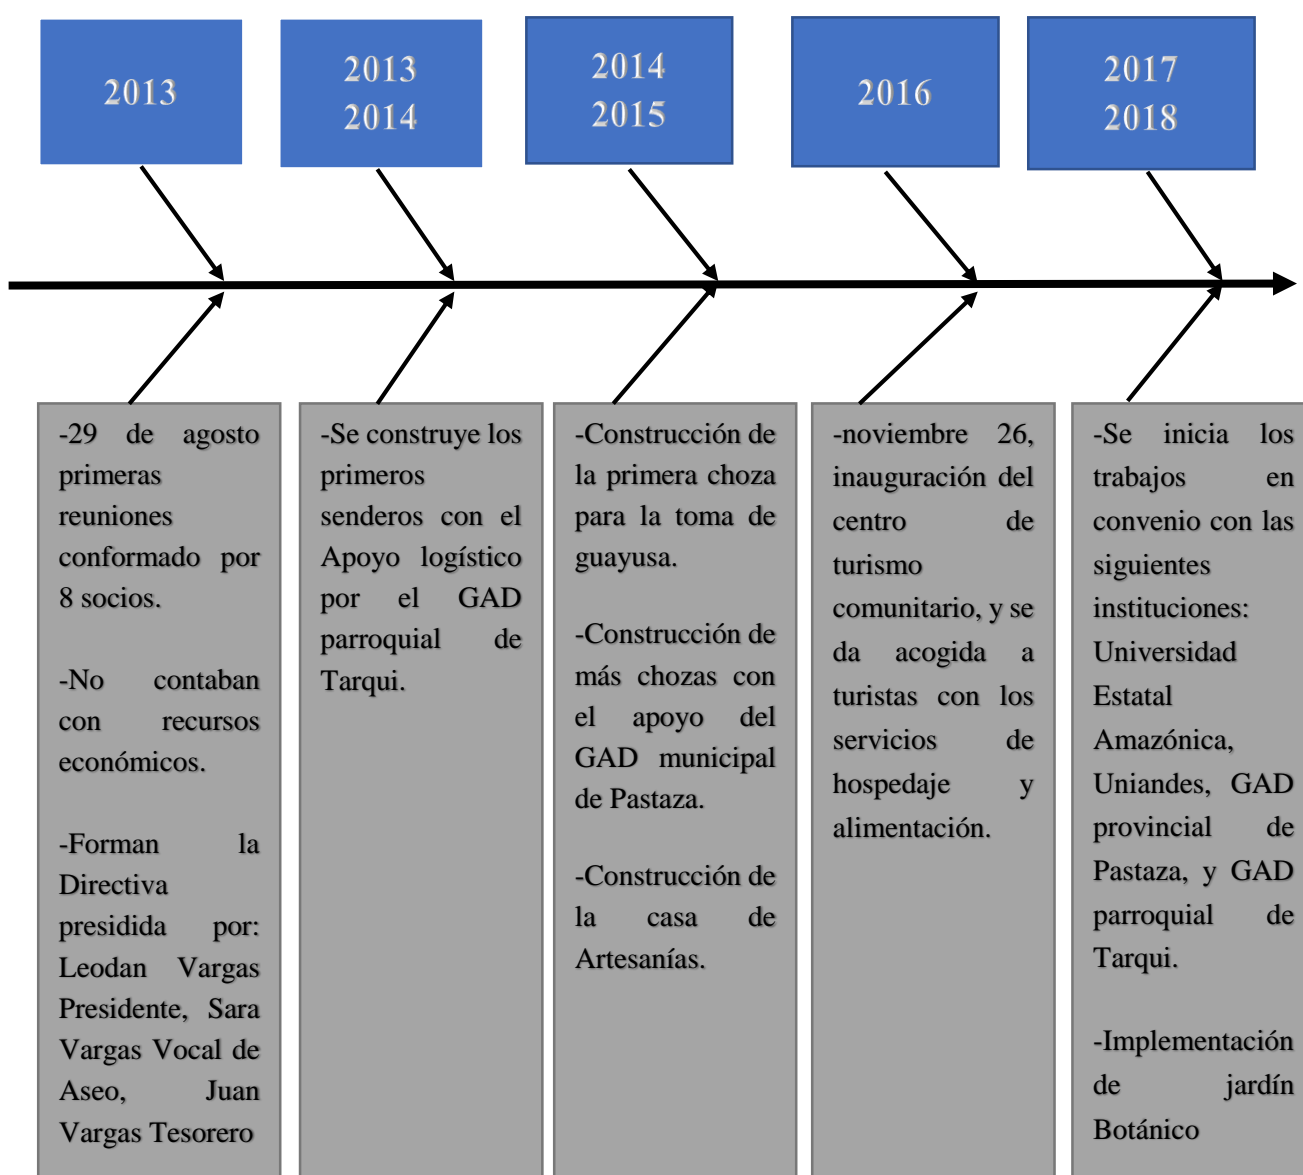 2013
2013
2014
2014
2015
2016
2017
2018
-29 de agosto
primeras
reuniones
conformado por
8 socios.
-No contaban
con recursos
económicos.
-Forman la
Directiva
presidida por:
Leodan Vargas
Presidente, Sara
Vargas Vocal de
Aseo, Juan
Vargas Tesorero
-Se construye los
primeros
senderos con el
Apoyo logístico
por el GAD
parroquial de
Tarqui.
-Construcción de
la primera choza
para la toma de
guayusa.
-Construcción de
más chozas con
el apoyo del
GAD municipal
de Pastaza.
-Construcción de
la casa de
Artesanías.
-noviembre 26,
inauguración del
centro de
turismo
comunitario, y se
da acogida a
turistas con los
servicios de
hospedaje y
alimentación.
-Se inicia los
trabajos en
convenio con las
siguientes
instituciones:
Universidad
Estatal
Amazónica,
Uniandes, GAD
provincial de
Pastaza, y GAD
parroquial de
Tarqui.
-Implementación
de jardín
Botánico